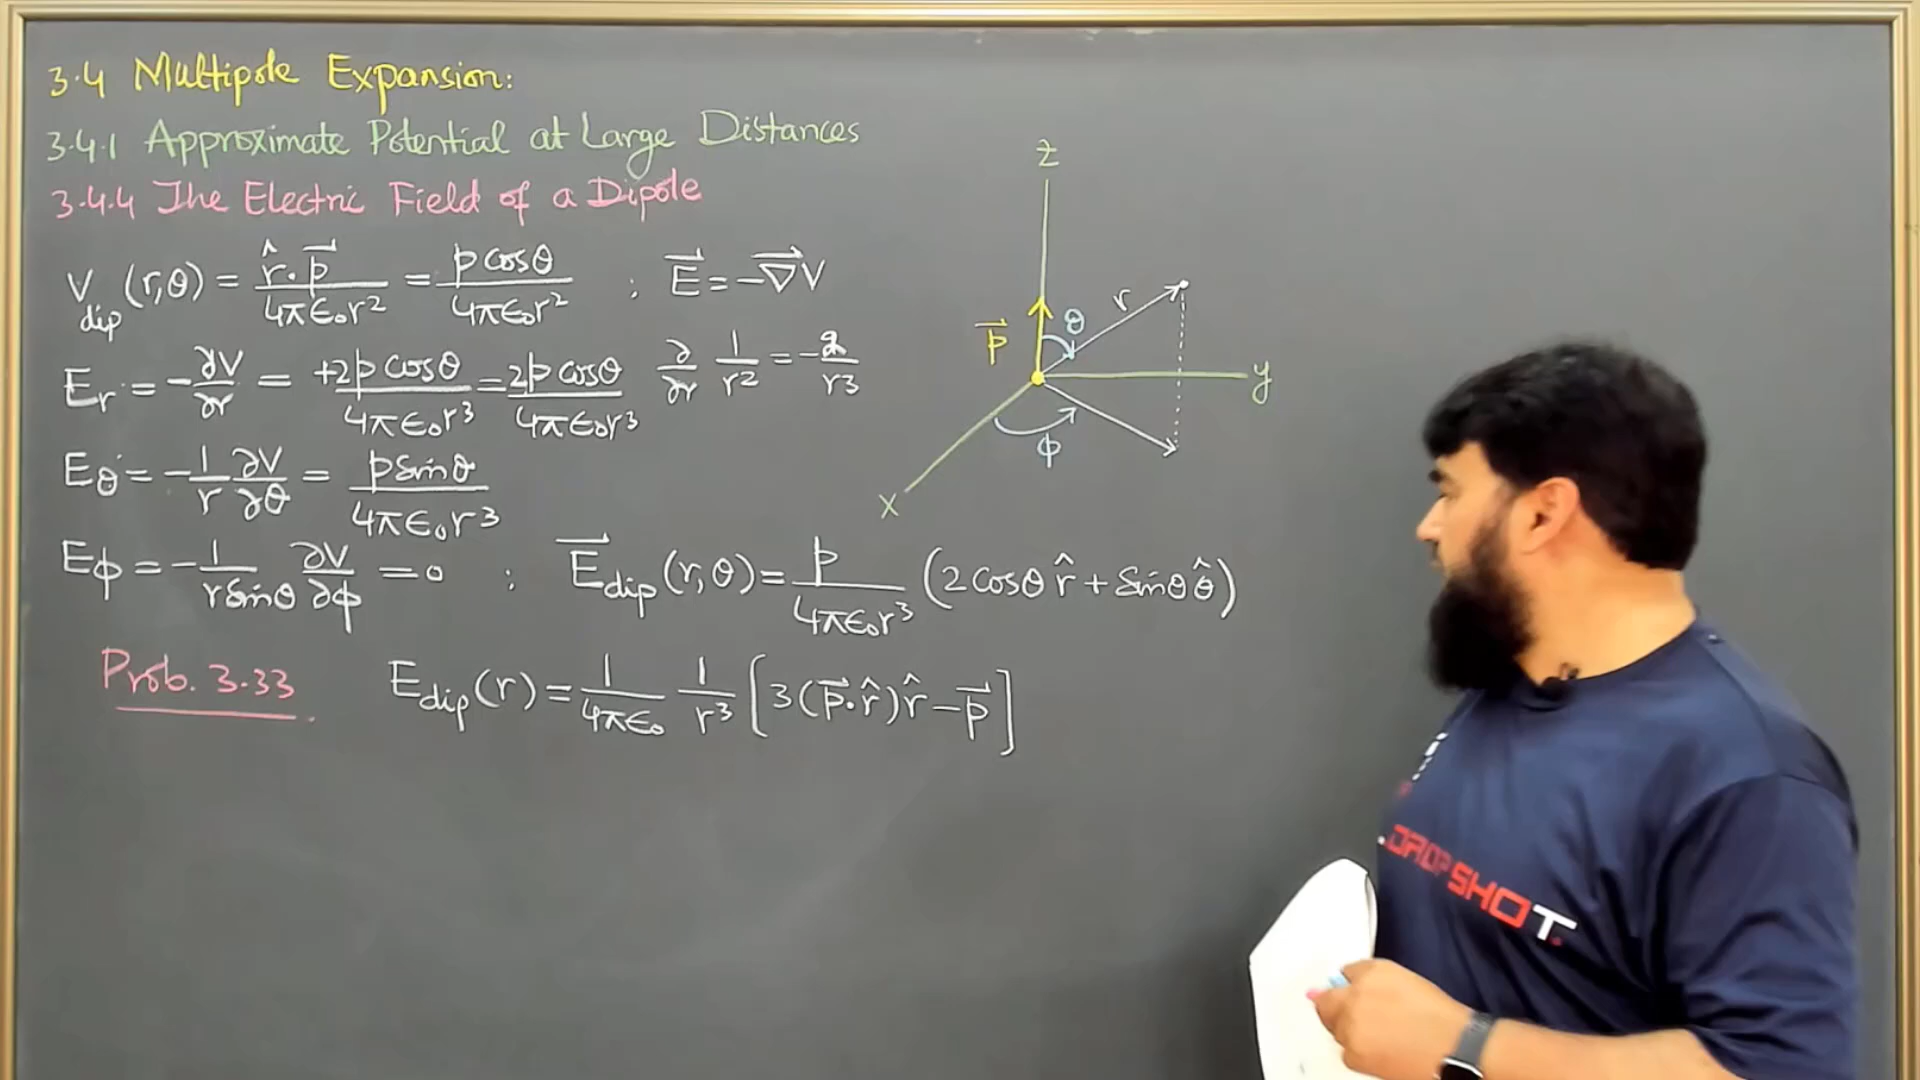 3.4 Multipole Expansion:
3.4.1 Approximate Potential at Large Distances
3.4.4 The Electric Field of a Dipole
V_dip (r,θ) = r̂·p⃗ / 4πε₀r² = p cosθ / 4πε₀r² ; E⃗ = -∇⃗V
E_r = -∂V/∂r = +2p cosθ / 4πε₀r³ = 2p cosθ / 4πε₀r³ ∂/∂r 1/r² = -2/r³
E_θ = -1/r ∂V/∂θ = p sinθ / 4πε₀r³
E_ϕ = -1/(r sinθ) ∂V/∂ϕ = 0 ; E⃗_dip (r,θ) = p / 4πε₀r³ (2cosθ r̂ + sinθ θ̂)
Prob. 3.33 E_dip (r) = 1/4πε₀ 1/r³ [3(p⃗·r̂)r̂ - p⃗]
z
r
θ
p⃗
y
ϕ
x
DROP SHOT